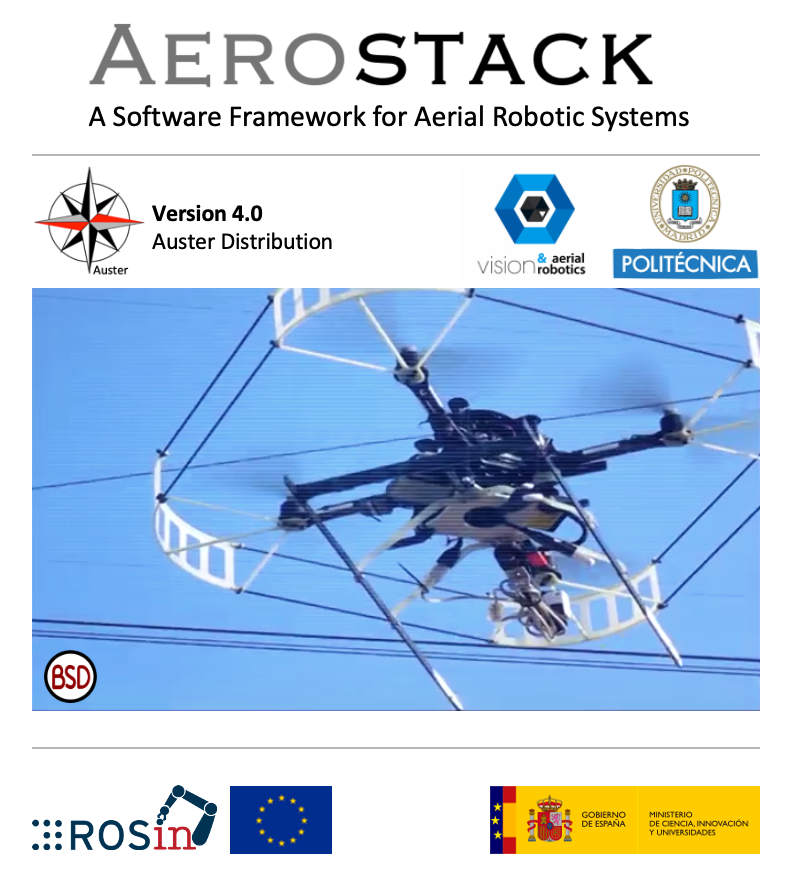 AEROSTACK
A Software Framework for Aerial Robotic Systems
Auster
Version 4.0
Auster Distribution
vision & aerial robotics
UNIVERSIDAD POLITÉCNICA
MADRID
POLITÉCNICA
BSD
ROSin
GOBIERNO
DE ESPAÑA
MINISTERIO
DE CIENCIA, INNOVACIÓN
Y UNIVERSIDADES